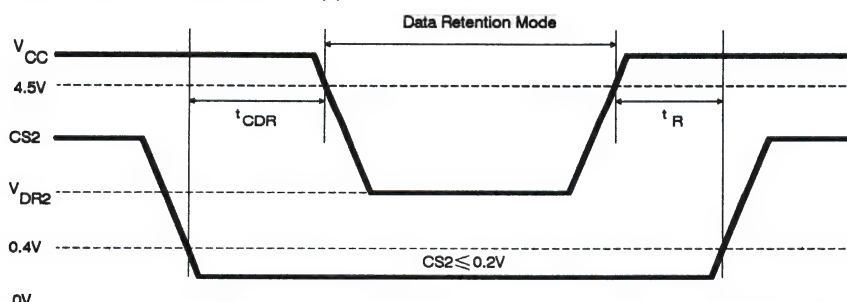 Data Retention Mode
VCC
4.5V
tCDR
tR
CS2
VDR2
0.4V
CS2≤0.2V
0V